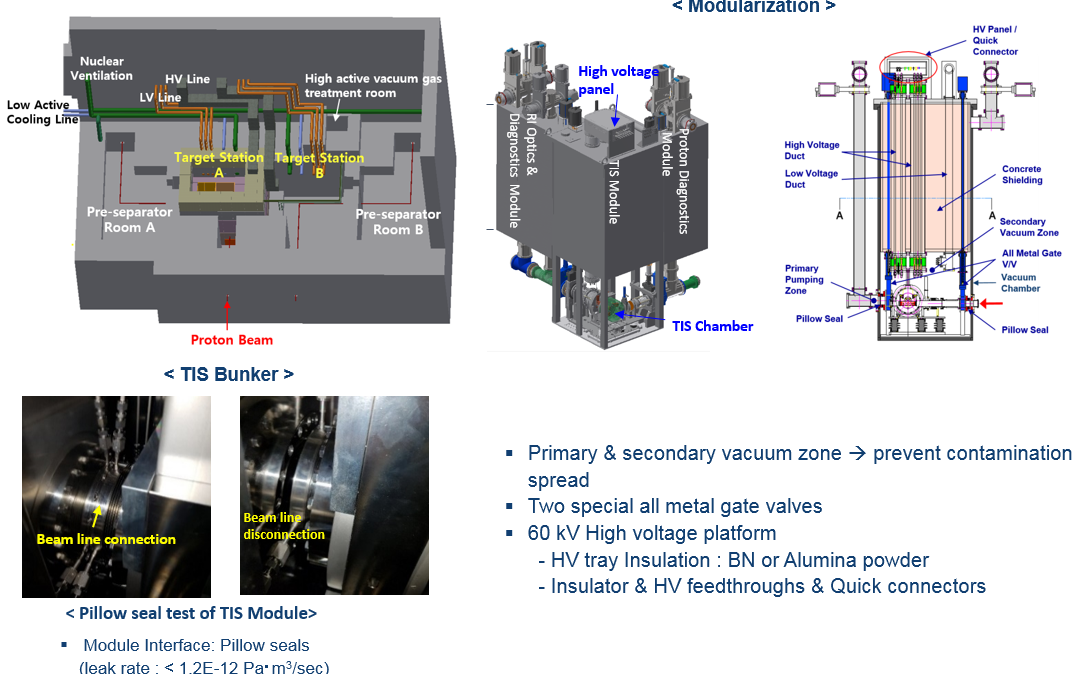 < Modularization >
Nuclear
Ventilation
HV Line
LV Line
High active vacuum gas
treatment room
Low Active
Cooling Line
Target Station
A
Target Station
B
Pre-separator
Room A
Pre-separator
Room B
Proton Beam
< TIS Bunker >
High voltage
panel
RI Optics &
Diagnostics Module
TIS Module
Proton Diagnostics
Module
TIS Chamber
HV Panel /
Quick
Connector
High Voltage
Duct
Low Voltage
Duct
Concrete
Shielding
A
A
Secondary
Vacuum Zone
All Metal Gate
V/V
Primary
Pumping
Zone
Vacuum
Chamber
Pillow Seal
Pillow Seal
Beam line connection
Beam line
disconnection
< Pillow seal test of TIS Module>
▪ Module Interface: Pillow seals
(leak rate : < 1.2E-12 Pa·m³/sec)
▪ Primary & secondary vacuum zone → prevent contamination
spread
▪ Two special all metal gate valves
▪ 60 kV High voltage platform
- HV tray Insulation : BN or Alumina powder
- Insulator & HV feedthroughs & Quick connectors